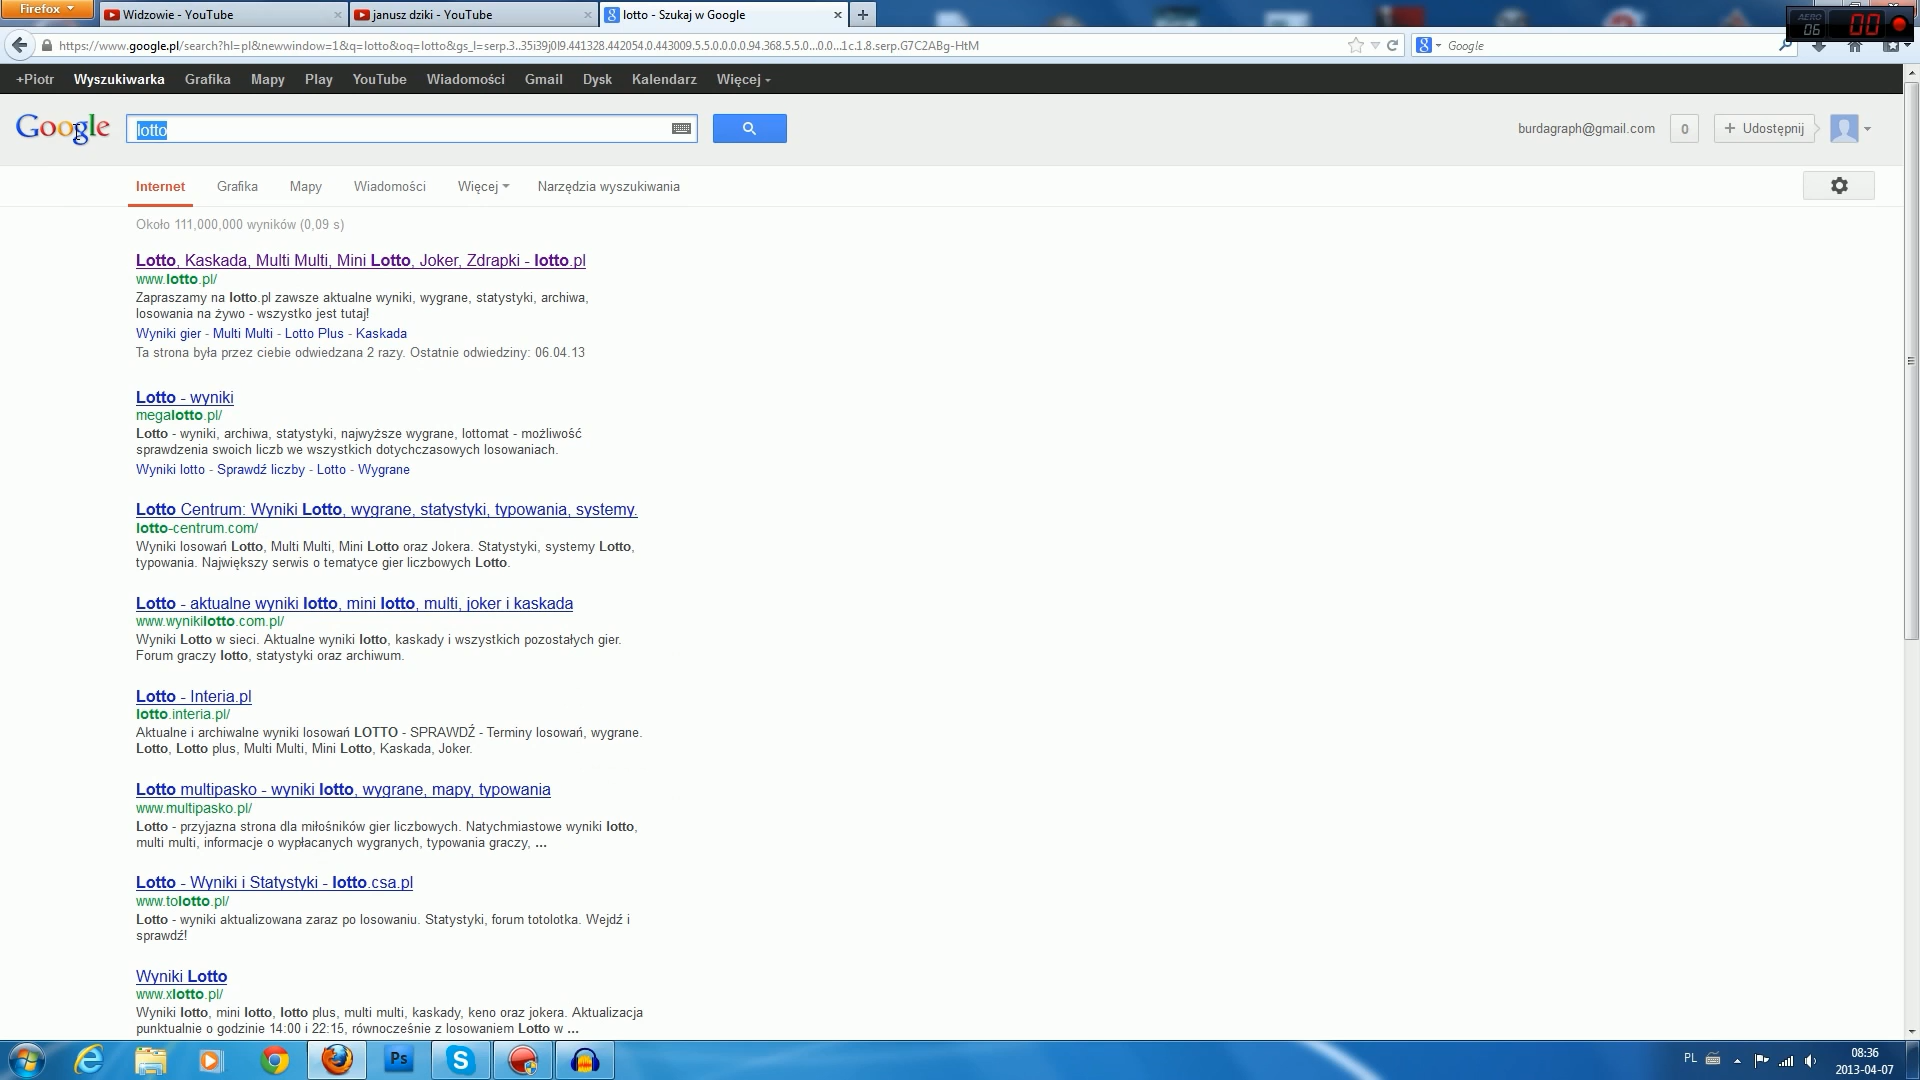 Firefox
Widzowie - YouTube
janusz dziki - YouTube
lotto - Szukaj w Google
AERO
06
00
https://www.google.pl/search?hl=pl&newwindow=1&q=lotto&oq=lotto&gs_l=serp.3..35i39j0l9.441328.442054.0.443009.5.5.0.0.0.0.94.368.5.5.0...0.0...1c.1.8.serp.G7C2ABg-HtM
Google
+Piotr Wyszukiwarka Grafika Mapy Play YouTube Wiadomości Gmail Dysk Kalendarz Więcej
Google
lotto
burdagraph@gmail.com
0
+ Udostępnij
Internet Grafika Mapy Wiadomości Więcej Narzędzia wyszukiwania
Około 111,000,000 wyników (0,09 s)
Lotto, Kaskada, Multi Multi, Mini Lotto, Joker, Zdrapki - lotto.pl
www.lotto.pl/
Zapraszamy na lotto.pl zawsze aktualne wyniki, wygrane, statystyki, archiwa,
losowania na żywo - wszystko jest tutaj!
Wyniki gier - Multi Multi - Lotto Plus - Kaskada
Ta strona była przez ciebie odwiedzana 2 razy. Ostatnie odwiedziny: 06.04.13
Lotto - wyniki
megalotto.pl/
Lotto - wyniki, archiwa, statystyki, najwyższe wygrane, lottomat - możliwość
sprawdzenia swoich liczb we wszystkich dotychczasowych losowaniach.
Wyniki lotto - Sprawdź liczby - Lotto - Wygrane
Lotto Centrum: Wyniki Lotto, wygrane, statystyki, typowania, systemy.
lotto-centrum.com/
Wyniki losowań Lotto, Multi Multi, Mini Lotto oraz Jokera. Statystyki, systemy Lotto,
typowania. Największy serwis o tematyce gier liczbowych Lotto.
Lotto - aktualne wyniki lotto, mini lotto, multi, joker i kaskada
www.wynikilotto.com.pl/
Wyniki Lotto w sieci. Aktualne wyniki lotto, kaskady i wszystkich pozostałych gier.
Forum graczy lotto, statystyki oraz archiwum.
Lotto - Interia.pl
lotto.interia.pl/
Aktualne i archiwalne wyniki losowań LOTTO - SPRAWDŹ - Terminy losowań, wygrane.
Lotto, Lotto plus, Multi Multi, Mini Lotto, Kaskada, Joker.
Lotto multipasko - wyniki lotto, wygrane, mapy, typowania
www.multipasko.pl/
Lotto - przyjazna strona dla miłośników gier liczbowych. Natychmiastowe wyniki lotto,
multi multi, informacje o wypłacanych wygranych, typowania graczy, ...
Lotto - Wyniki i Statystyki - lotto.csa.pl
www.tolotto.pl/
Lotto - wyniki aktualizowana zaraz po losowaniu. Statystyki, forum totolotka. Wejdź i
sprawdź!
Wyniki Lotto
www.xlotto.pl/
Wyniki lotto, mini lotto, lotto plus, multi multi, kaskady, keno oraz jokera. Aktualizacja
punktualnie o godzinie 14:00 i 22:15, równocześnie z losowaniem Lotto w ...
Ps
PL
08:36
2013-04-07